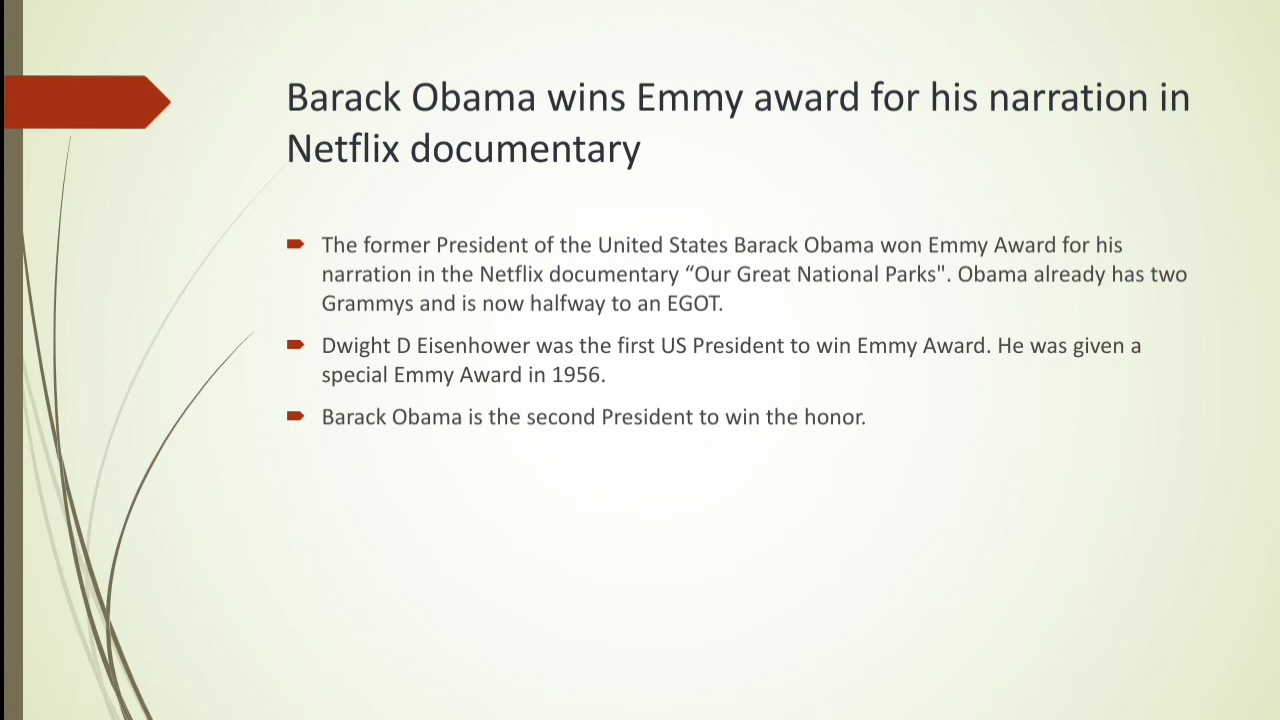 Barack Obama wins Emmy award for his narration in
Netflix documentary
The former President of the United States Barack Obama won Emmy Award for his
narration in the Netflix documentary “Our Great National Parks". Obama already has two
Grammys and is now halfway to an EGOT.
Dwight D Eisenhower was the first US President to win Emmy Award. He was given a
special Emmy Award in 1956.
Barack Obama is the second President to win the honor.